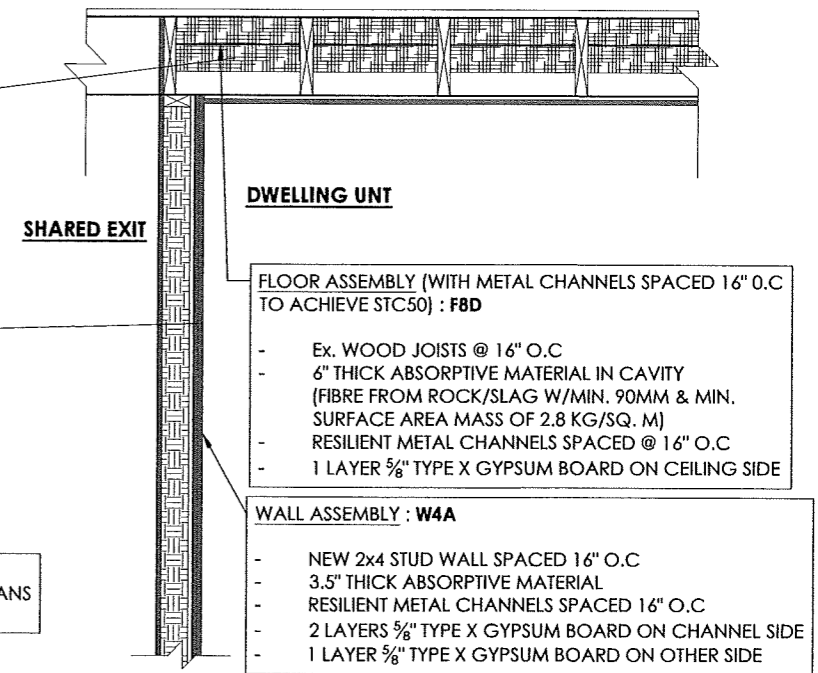 SHARED EXIT
DWELLING UNT
FLOOR ASSEMBLY (WITH METAL CHANNELS SPACED 16" 0.C
TO ACHIEVE STC50) : F8D
- Ex. WOOD JOISTS @ 16" O.C
- 6" THICK ABSORPTIVE MATERIAL IN CAVITY
(FIBRE FROM ROCK/SLAG W/MIN. 90MM & MIN.
SURFACE AREA MASS OF 2.8 KG/SQ. M)
- RESILIENT METAL CHANNELS SPACED @ 16" O.C
- 1 LAYER ⅝" TYPE X GYPSUM BOARD ON CEILING SIDE
WALL ASSEMBLY : W4A
- NEW 2x4 STUD WALL SPACED 16" O.C
- 3.5" THICK ABSORPTIVE MATERIAL
- RESILIENT METAL CHANNELS SPACED 16" O.C
- 2 LAYERS ⅝" TYPE X GYPSUM BOARD ON CHANNEL SIDE
- 1 LAYER ⅝" TYPE X GYPSUM BOARD ON OTHER SIDE
ANS